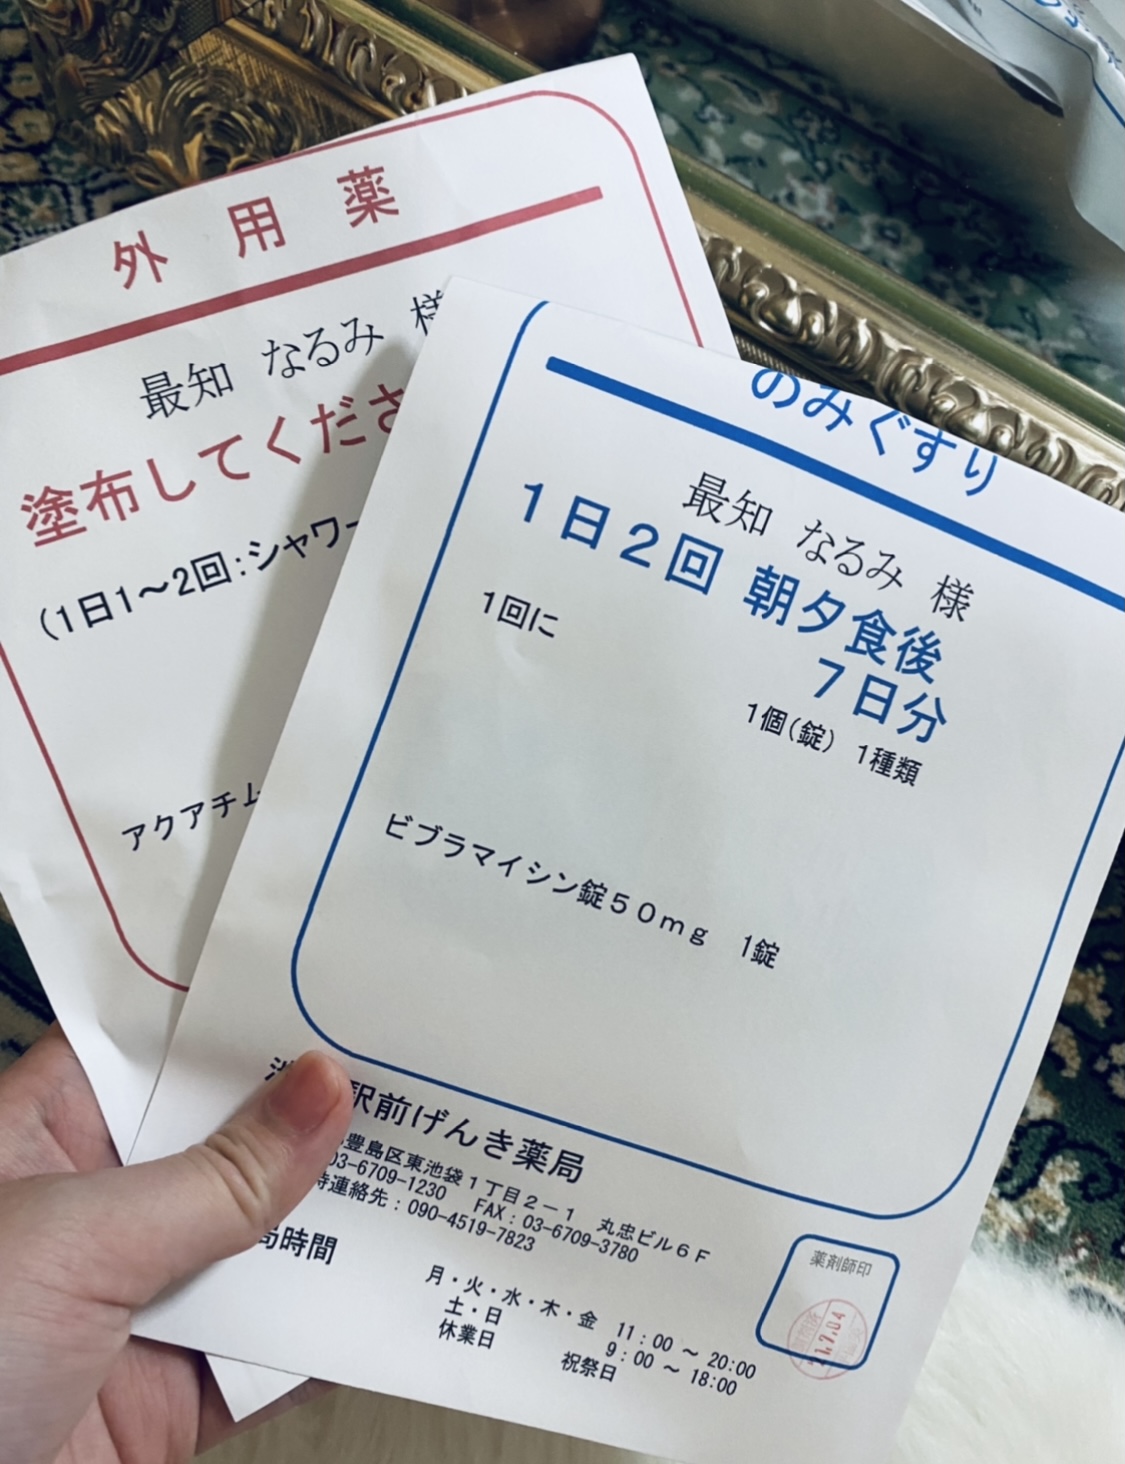 外用薬
最知 なるみ 様
塗布してくださ
(1日1～2回:シャワー
アクアチム
のみぐすり
最知 なるみ 様
1日2回 朝夕食後
7日分
1回に
1個(錠) 1種類
ビブラマイシン錠50mg 1錠
駅前げんき薬局
豊島区東池袋1丁目2-1 丸忠ビル6F
03-6709-1230 FAX:03-6709-3780
時連絡先:090-4519-7823
局時間
月・火・水・木・金 11:00 ～ 20:00
土・日 9:00 ～ 18:00
休業日 祝祭日
薬剤師印